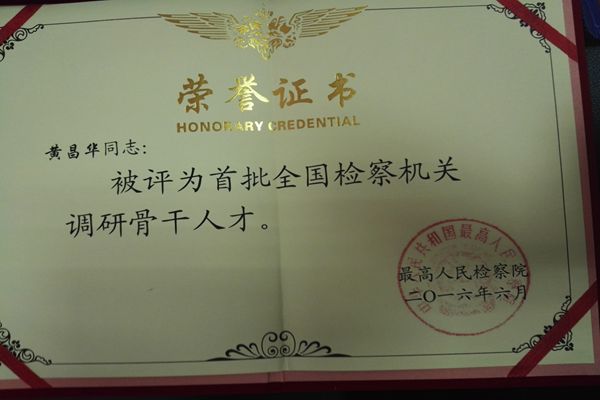 荣誉证书
HONORARY CREDENTIAL
黄昌华同志:
被评为首批全国检察机关
调研骨干人才。
最高人民检察院
二〇一六年六月